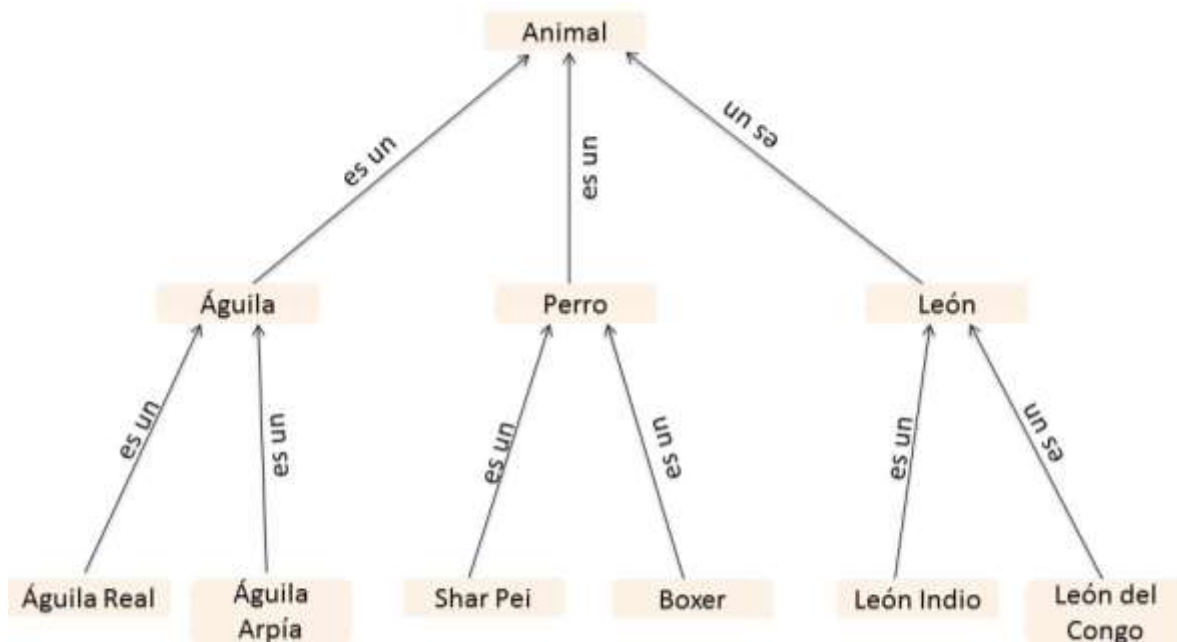 Animal
es un
es un
es un
Águila
Perro
León
es un
es un
es un
es un
es un
es un
Águila Real
Águila
Arpía
Shar Pei
Boxer
León Indio
León del
Congo